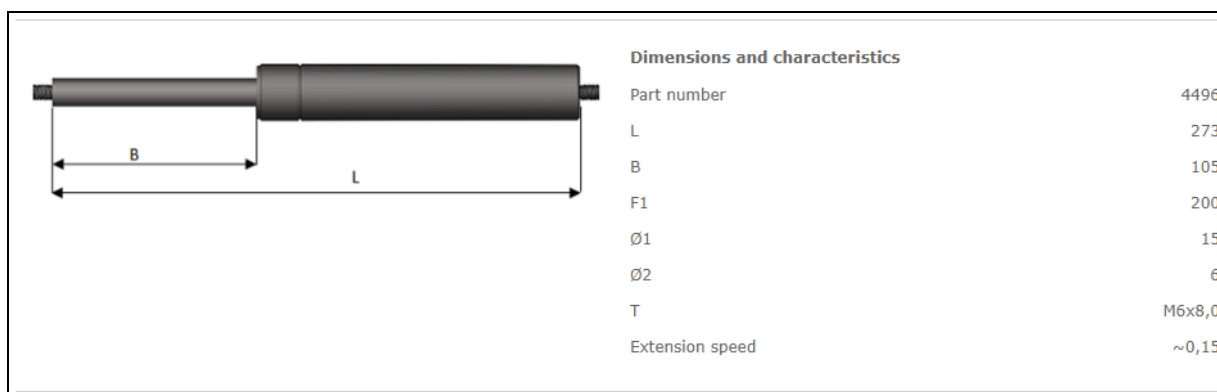 Dimensions and characteristics
Part number 4496
L 273
B 105
F1 200
Ø1 15
Ø2 6
T M6x8,0
Extension speed ~0,15
B
L